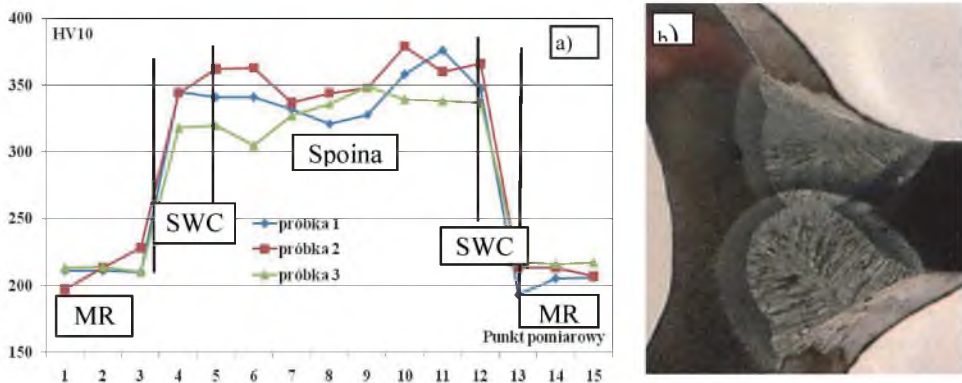 400
350
300
250
200
150
HV10
a)
Spoina
SWC
SWC
MR
MR
próbka 1
próbka 2
próbka 3
Punkt pomiarowy
1 2 3 4 5 6 7 8 9 10 11 12 13 14 15
b)